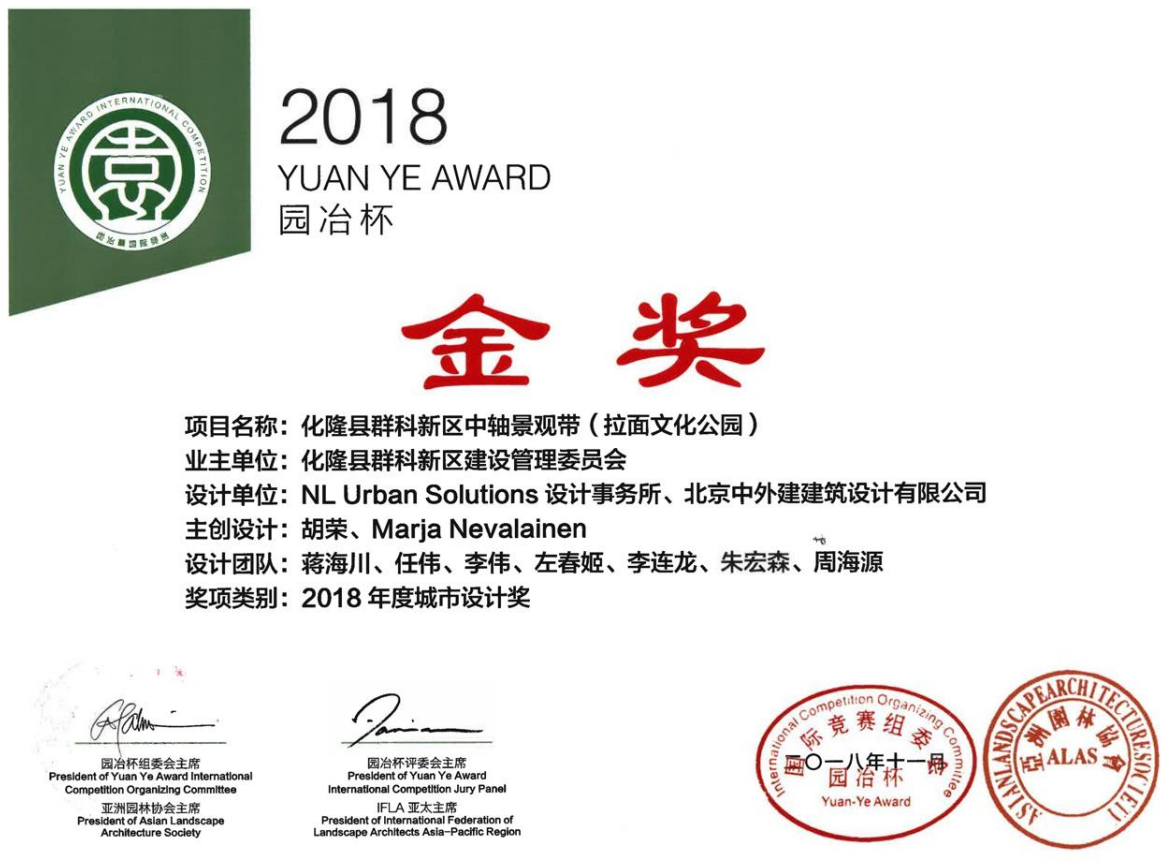 YUAN YE AWARD INTERNATIONAL COMPETITION
2018
YUAN YE AWARD
园冶杯
金奖
项目名称：化隆县群科新区中轴景观带（拉面文化公园）
业主单位：化隆县群科新区建设管理委员会
设计单位：NL Urban Solutions 设计事务所、北京中外建建筑设计有限公司
主创设计：胡荣、Marja Nevalainen
设计团队：蒋海川、任伟、李伟、左春姬、李连龙、朱宏森、周海源
奖项类别：2018 年度城市设计奖
园冶杯组委会主席
President of Yuan Ye Award International
Competition Organizing Committee
亚洲园林协会主席
President of Asian Landscape
Architecture Society
园冶杯评委会主席
President of Yuan Ye Award
International Competition Jury Panel
IFLA 亚太主席
President of International Federation of
Landscape Architects Asia-Pacific Region
International Competition Organizing Committee
国际竞赛组委会
二〇一八年十一月
园冶杯
Yuan-Ye Award
ASIANLANDSCAPEARCHITECTURESOCIETY
亞洲園林協會
ALAS